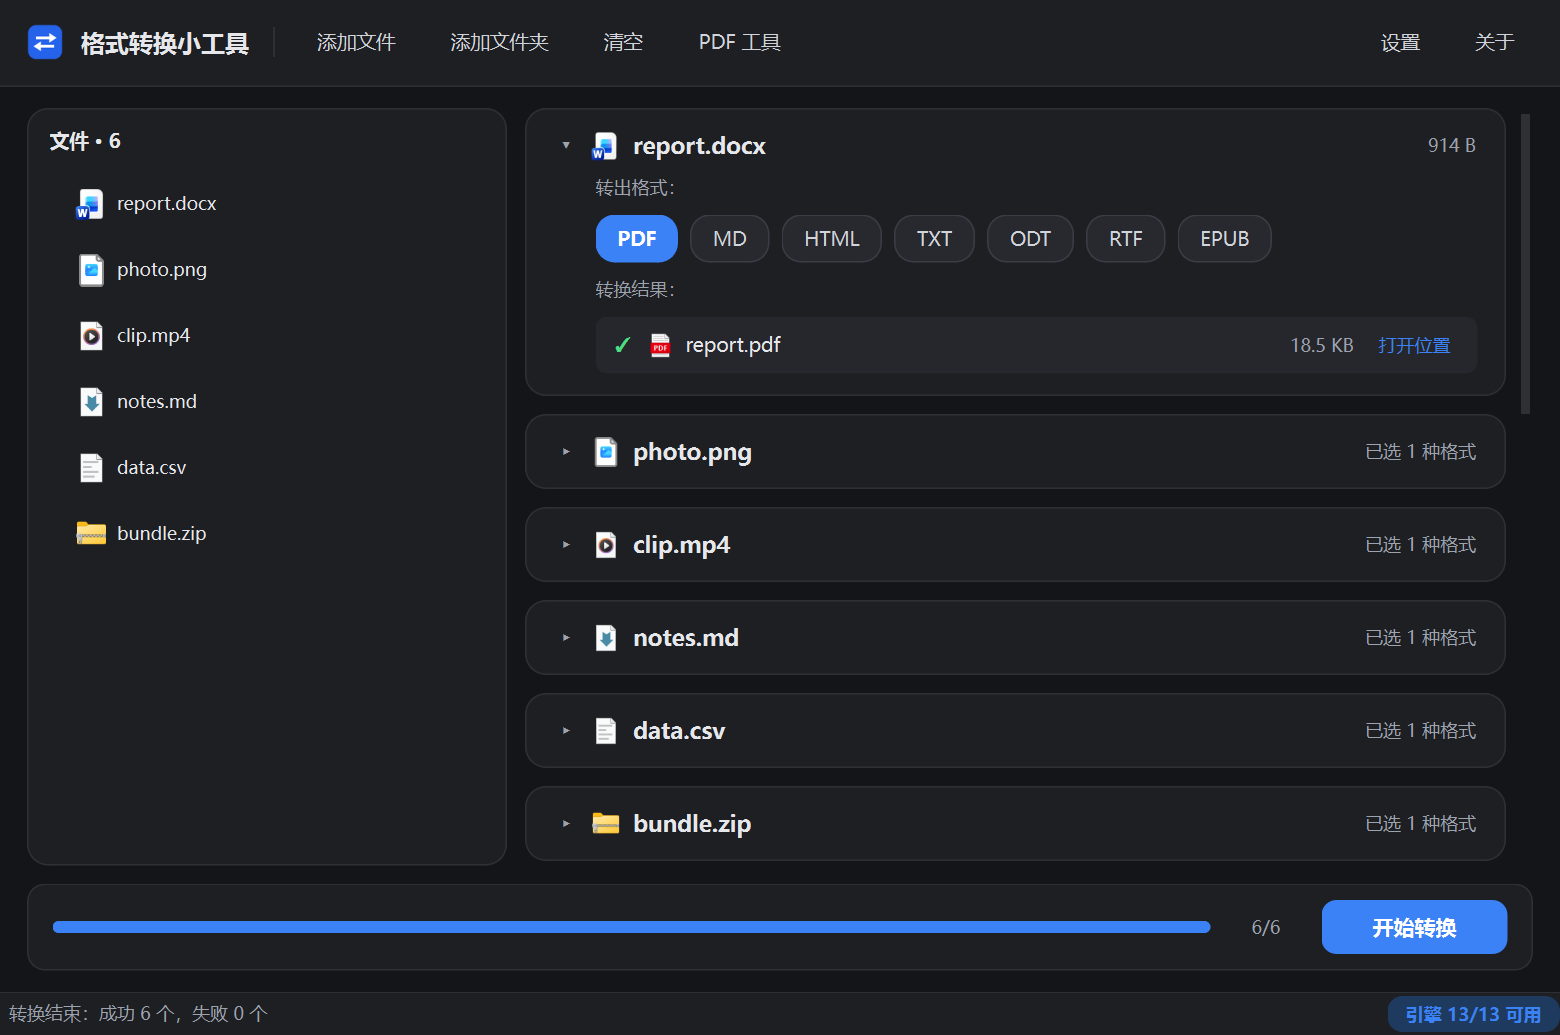 格式转换小工具 添加文件 添加文件夹 清空 PDF 工具 设置 关于
文件 • 6
report.docx
photo.png
clip.mp4
notes.md
data.csv
bundle.zip
report.docx 914 B
转出格式：
PDF MD HTML TXT ODT RTF EPUB
转换结果：
✓ PDF report.pdf 18.5 KB 打开位置
photo.png 已选 1 种格式
clip.mp4 已选 1 种格式
notes.md 已选 1 种格式
data.csv 已选 1 种格式
bundle.zip 已选 1 种格式
6/6 开始转换
转换结束：成功 6 个，失败 0 个 引擎 13/13 可用